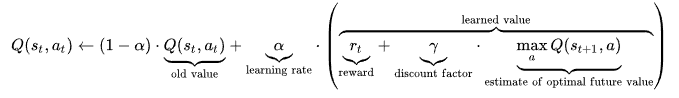 learned value
Q(s_t, a_t) ← (1 − α) · Q(s_t, a_t) + α · ( r_t + γ · max_a Q(s_{t+1}, a) )
old value
learning rate
reward
discount factor
estimate of optimal future value